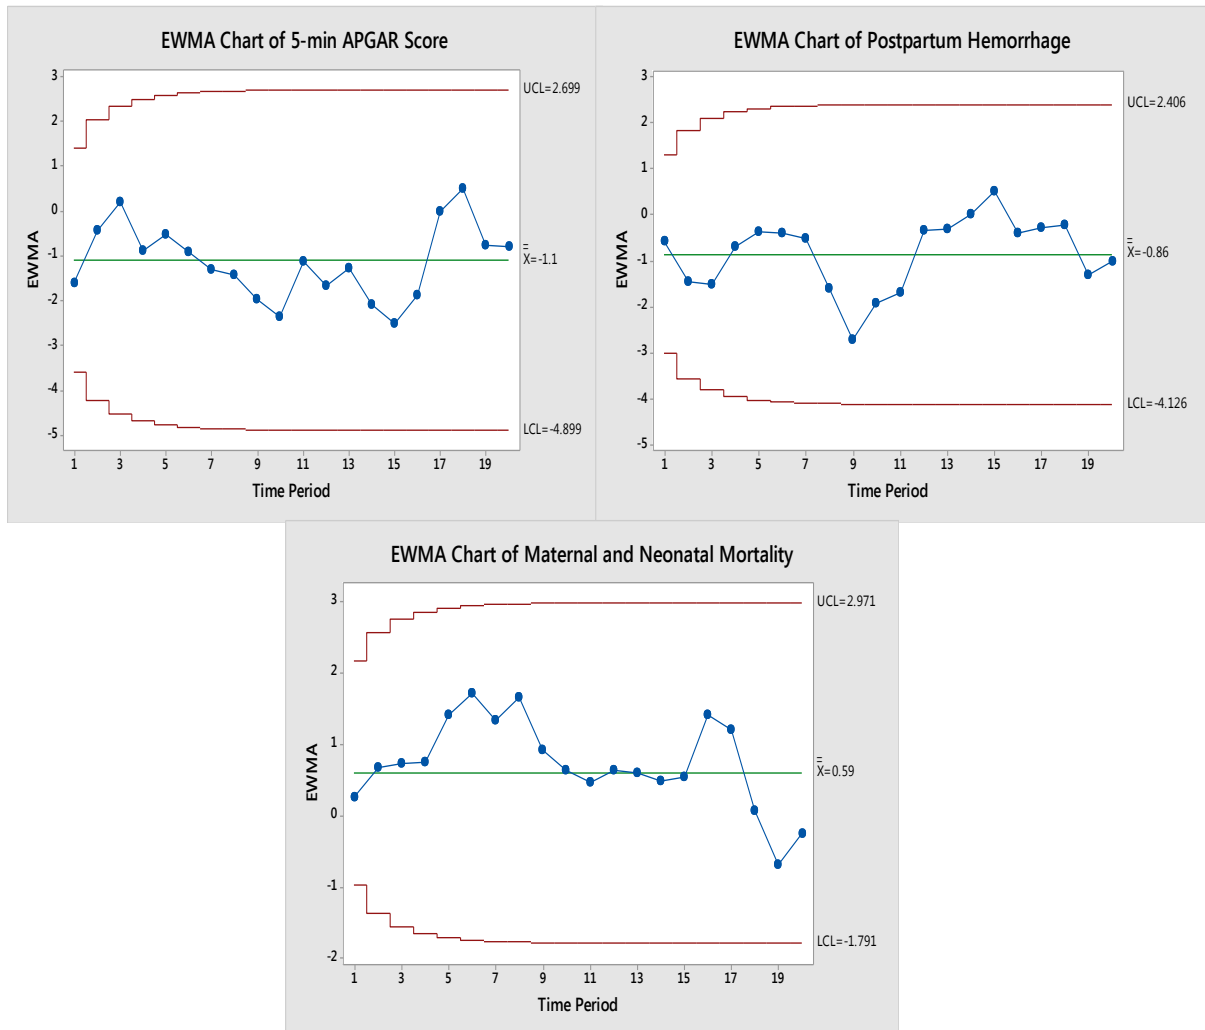 EWMA Chart of 5-min APGAR Score
3
2
1
0
-1
-2
-3
-4
-5
EWMA
UCL=2.699
X=-1.1
LCL=-4.899
1 3 5 7 9 11 13 15 17 19
Time Period
EWMA Chart of Postpartum Hemorrhage
3
2
1
0
-1
-2
-3
-4
-5
EWMA
UCL=2.406
X=-0.86
LCL=-4.126
1 3 5 7 9 11 13 15 17 19
Time Period
EWMA Chart of Maternal and Neonatal Mortality
3
2
1
0
-1
-2
EWMA
UCL=2.971
X=0.59
LCL=-1.791
1 3 5 7 9 11 13 15 17 19
Time Period